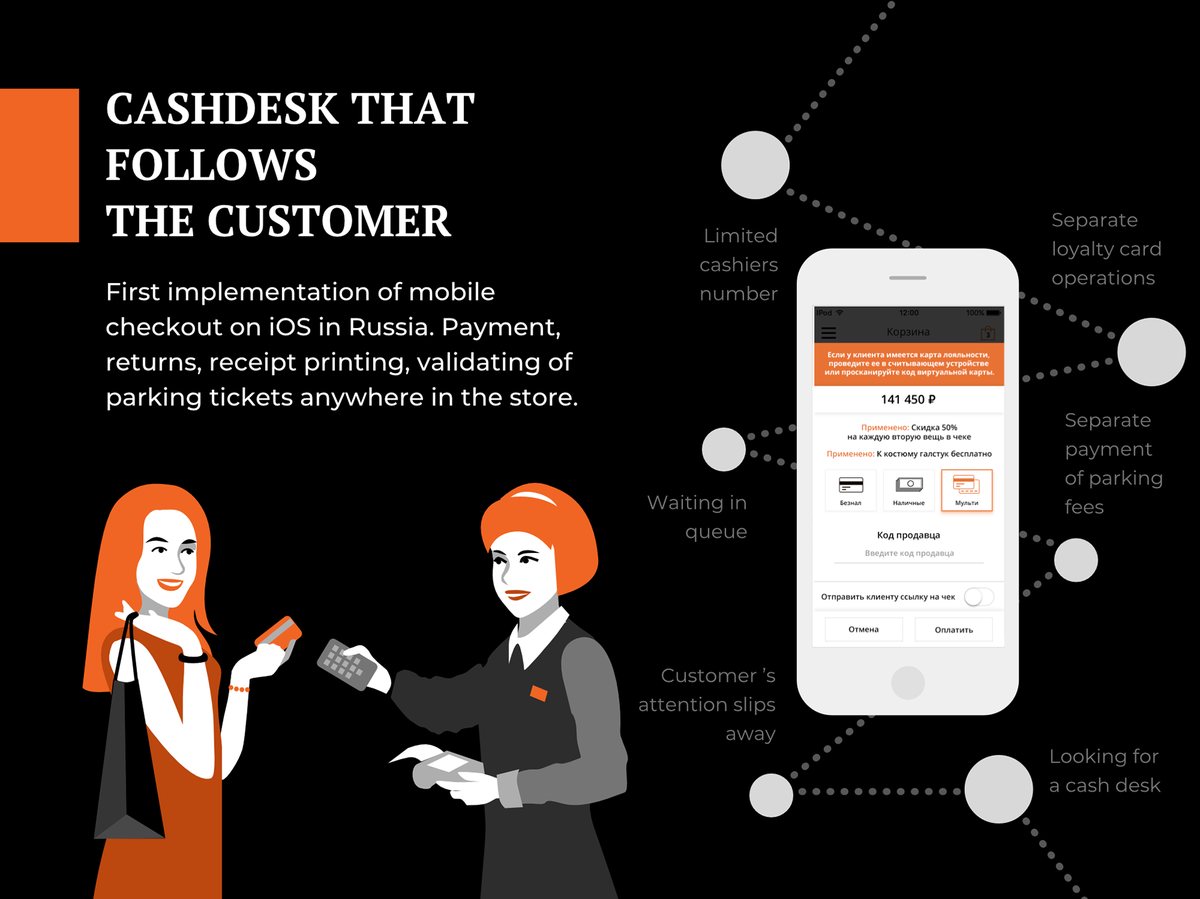 CASHDESK THAT
FOLLOWS
THE CUSTOMER
First implementation of mobile
checkout on iOS in Russia. Payment,
returns, receipt printing, validating of
parking tickets anywhere in the store.
Limited
cashiers
number
Separate
loyalty card
operations
Waiting in
queue
Separate
payment
of parking
fees
Customer ’s
attention slips
away
Looking for
a cash desk
iPod 12:00 100%
Корзина
3
Если у клиента имеется карта лояльности,
проведите ее в считывающем устройстве
или просканируйте код виртуальной карты.
141 450 ₽
Применено: Скидка 50%
на каждую вторую вещь в чеке
Применено: К костюму галстук бесплатно
Безнал Наличные Мульти
Код продавца
Введите код продавца
Отправить клиенту ссылку на чек
Отмена Оплатить